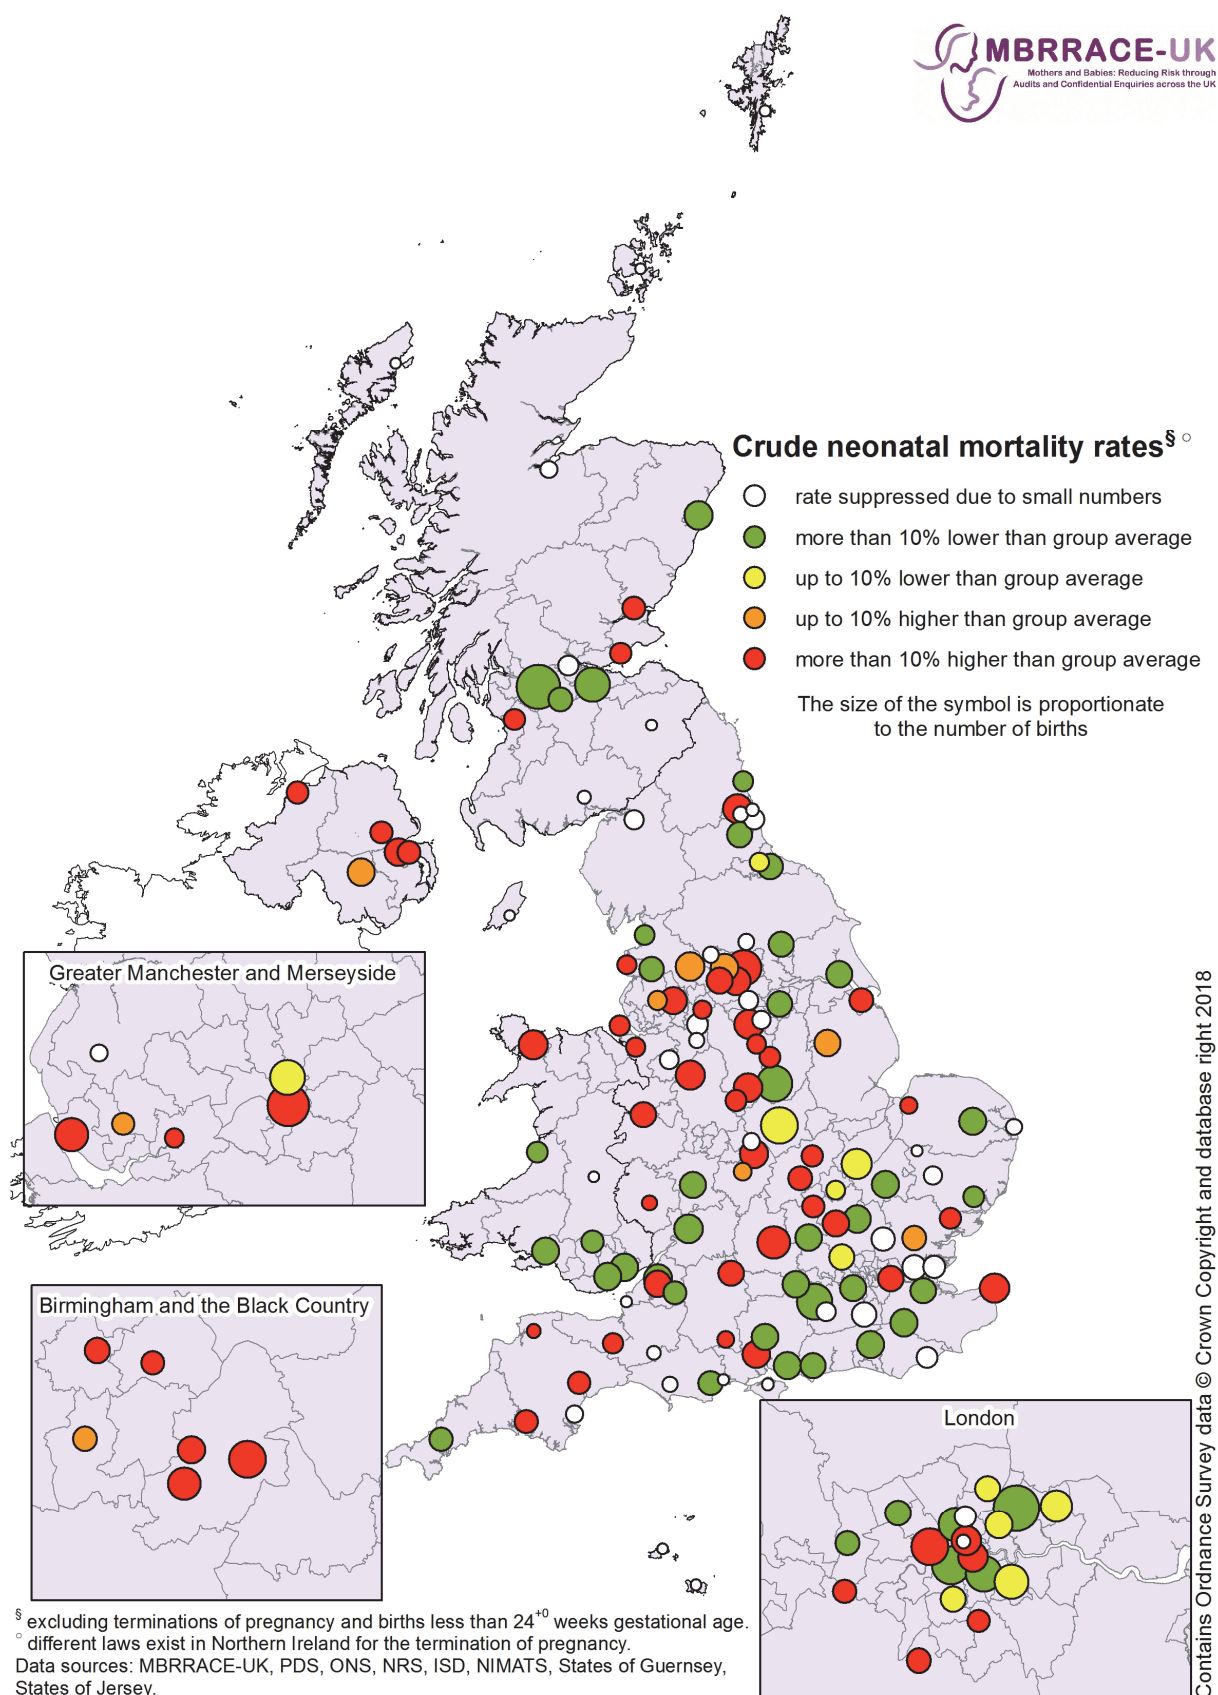 MBRRACE-UK
Mothers and Babies: Reducing Risk through
Audits and Confidential Enquiries across the UK
Crude neonatal mortality rates§ ○
rate suppressed due to small numbers
more than 10% lower than group average
up to 10% lower than group average
up to 10% higher than group average
more than 10% higher than group average
The size of the symbol is proportionate
to the number of births
Greater Manchester and Merseyside
Birmingham and the Black Country
London
§ excluding terminations of pregnancy and births less than 24+0 weeks gestational age.
○ different laws exist in Northern Ireland for the termination of pregnancy.
Data sources: MBRRACE-UK, PDS, ONS, NRS, ISD, NIMATS, States of Guernsey,
States of Jersey.
Contains Ordnance Survey data © Crown Copyright and database right 2018